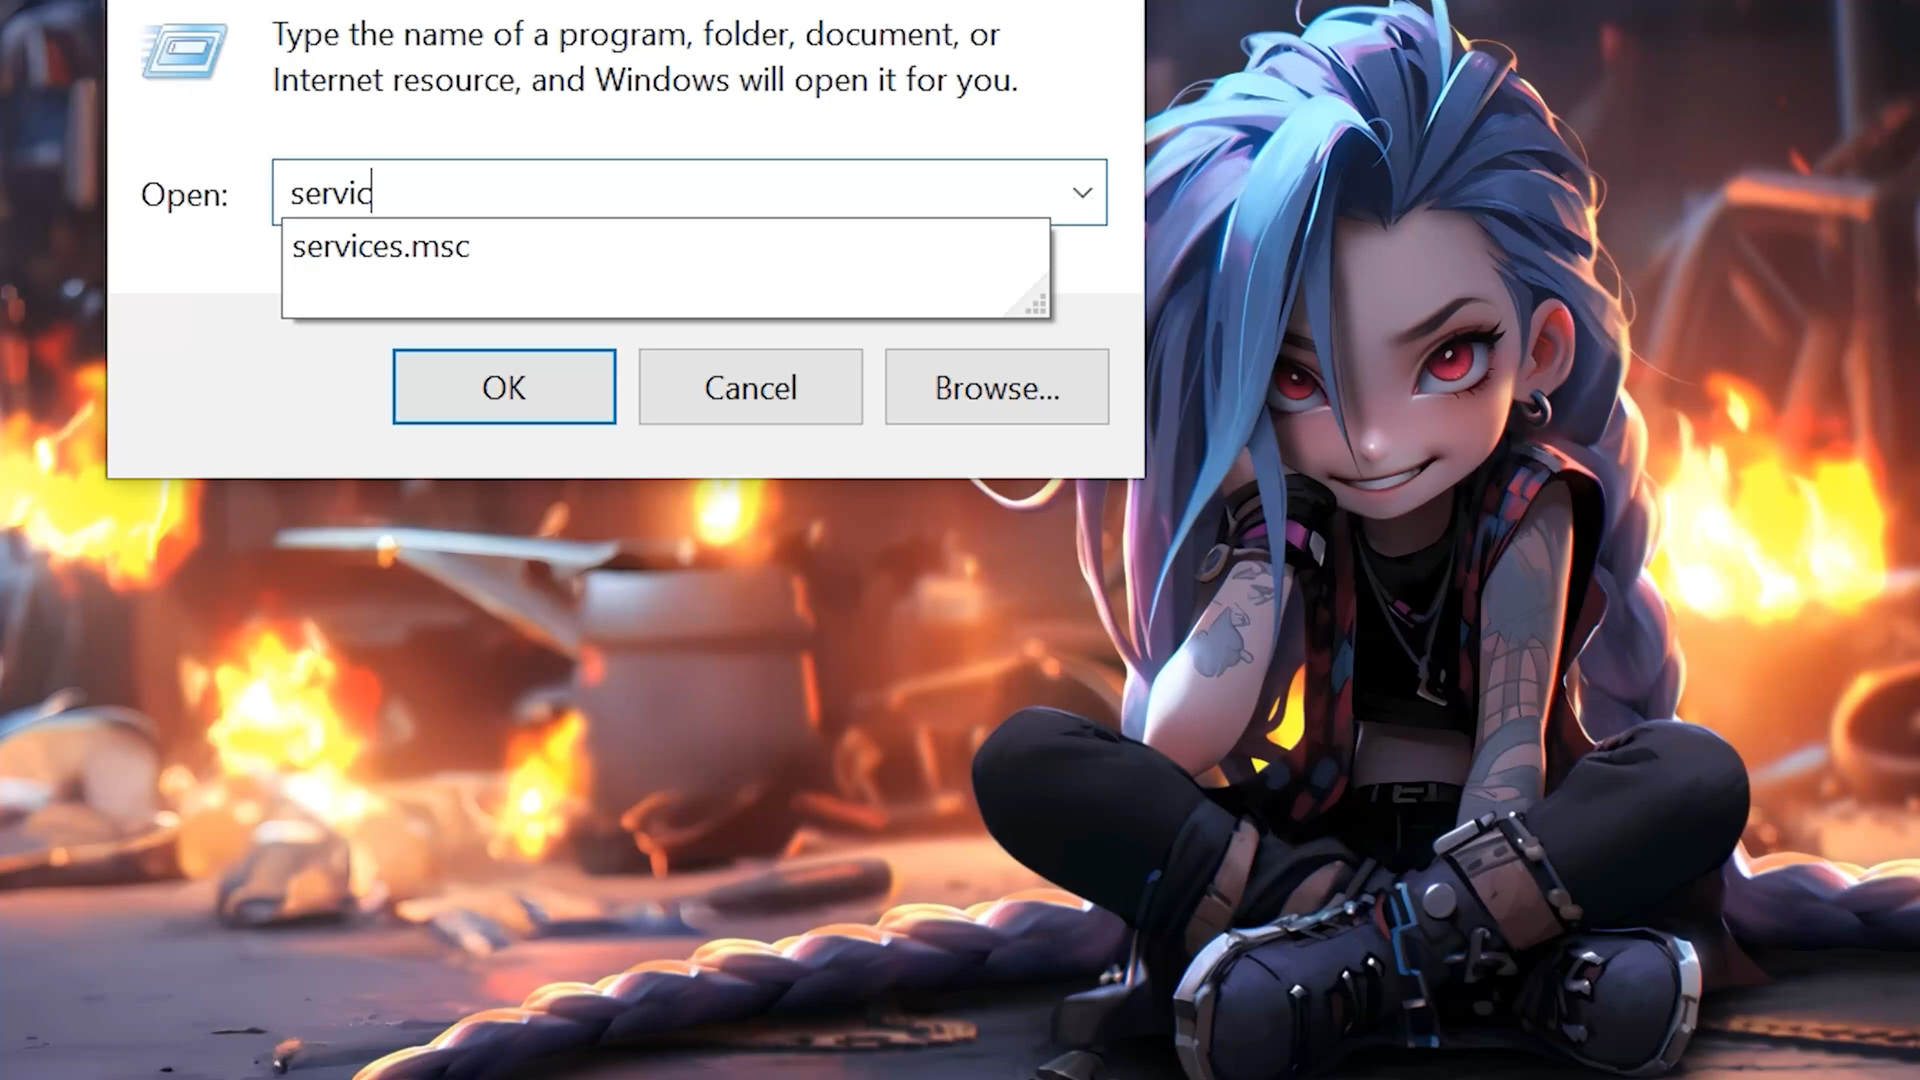 Type the name of a program, folder, document, or
Internet resource, and Windows will open it for you.
Open: servic
services.msc
OK Cancel Browse...